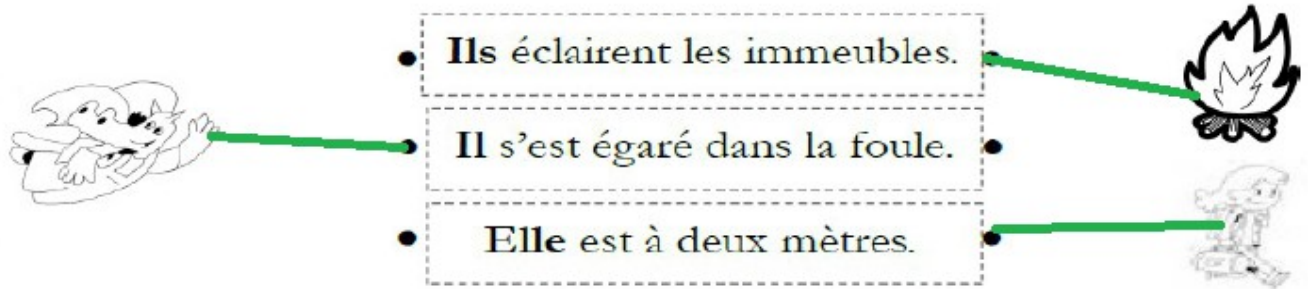 Ils éclairent les immeubles.
Il s'est égaré dans la foule.
Elle est à deux mètres.